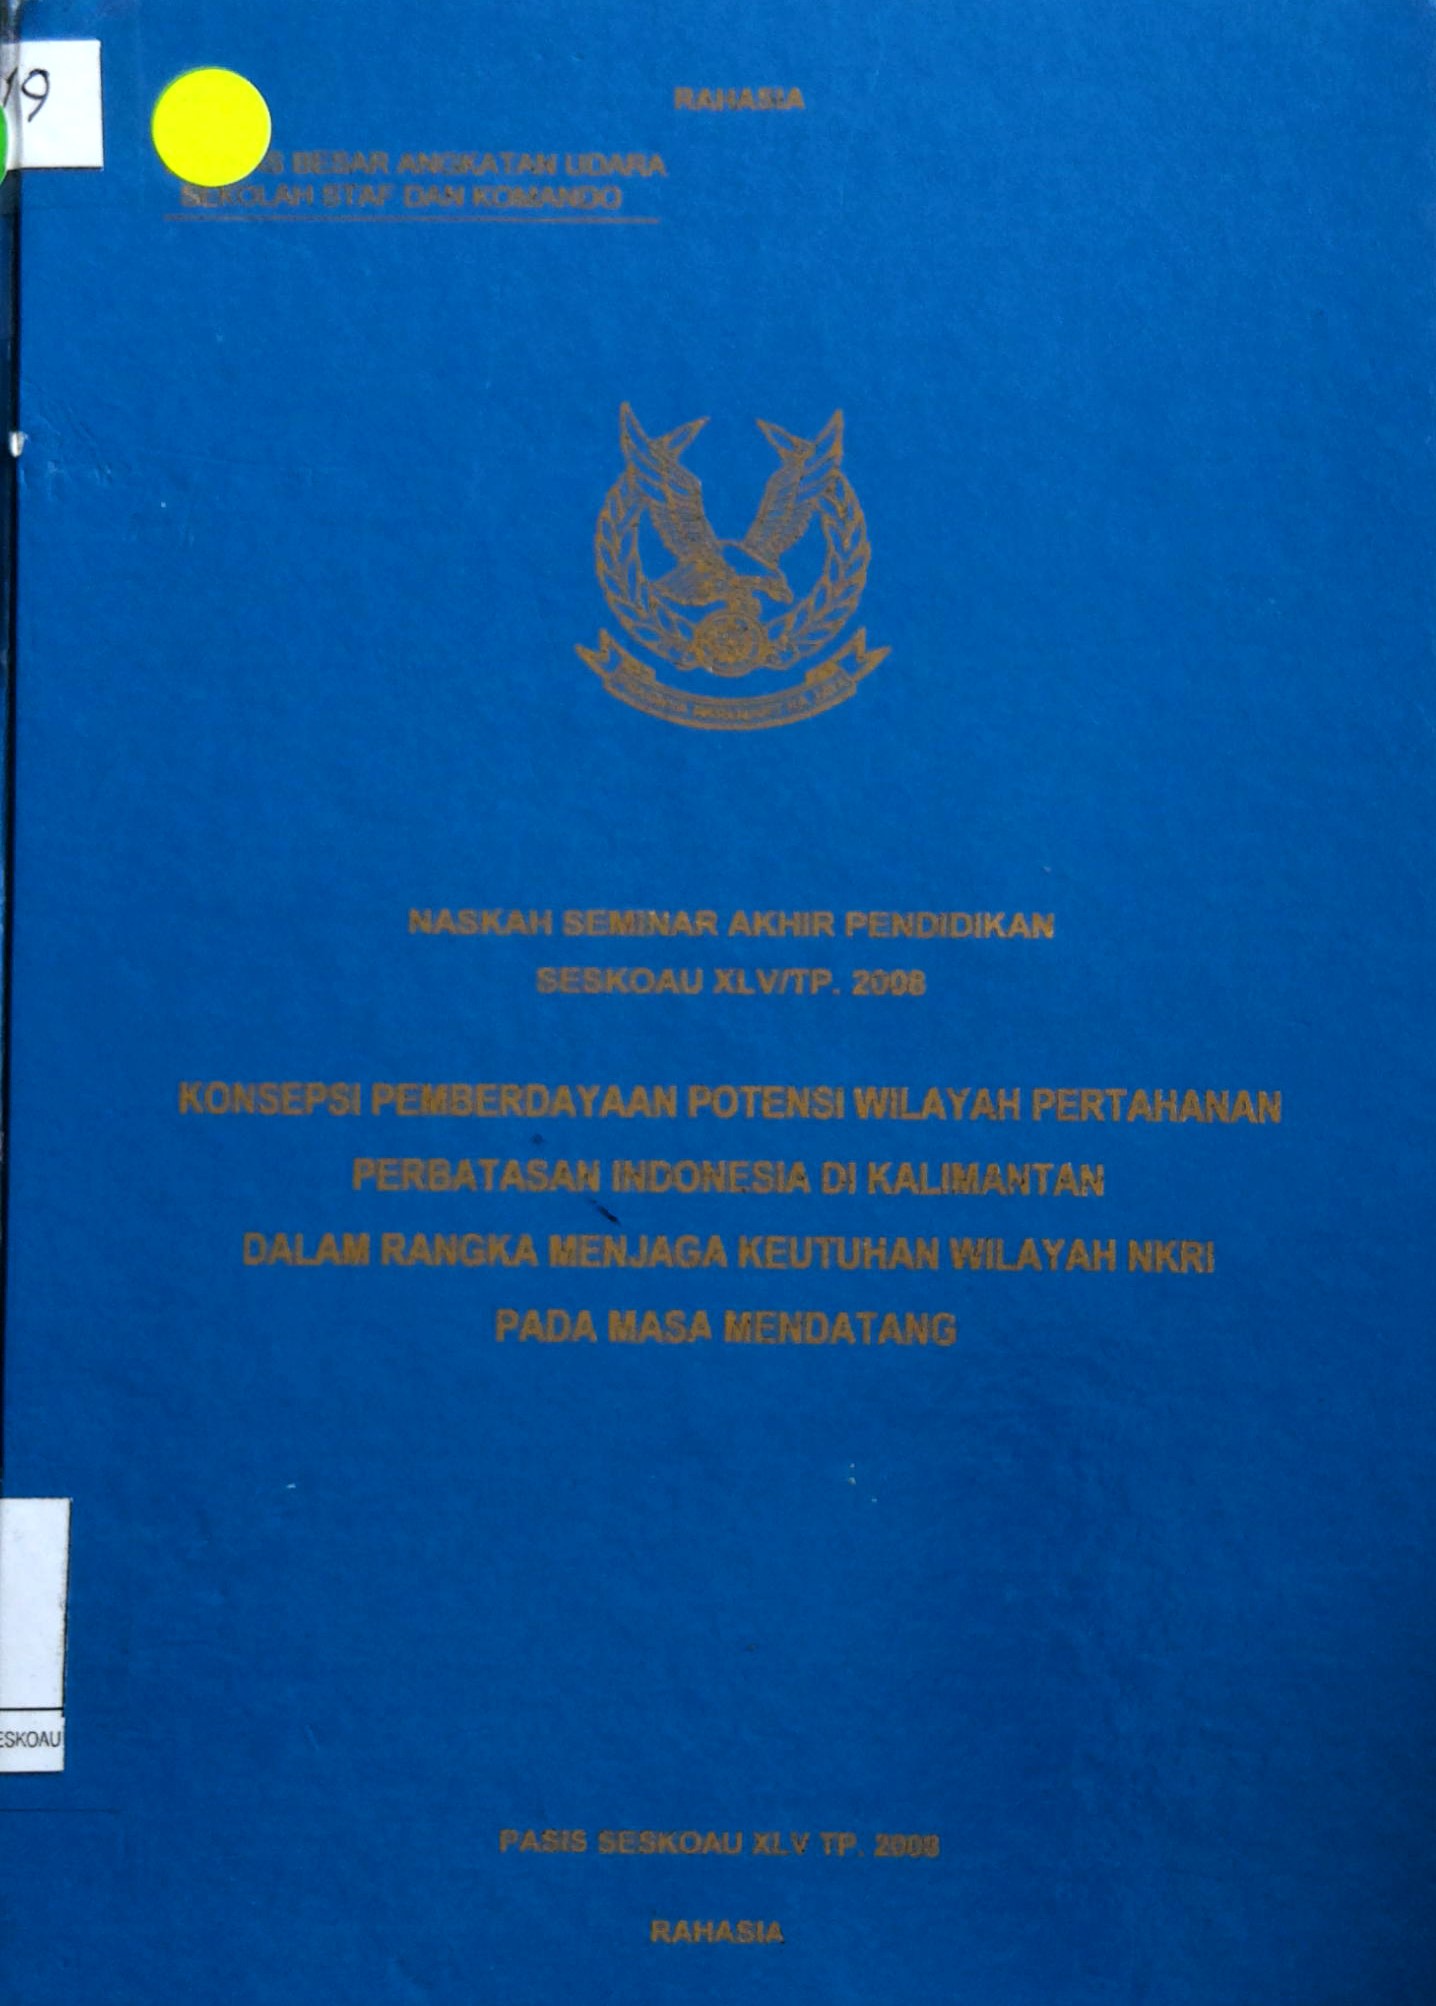 19
RAHASIA
S BESAR ANGKATAN UDARA
SEKOLAH STAF DAN KOMANDO
NASKAH SEMINAR AKHIR PENDIDIKAN
SESKOAU XLV/TP. 2008
KONSEPSI PEMBERDAYAAN POTENSI WILAYAH PERTAHANAN
PERBATASAN INDONESIA DI KALIMANTAN
DALAM RANGKA MENJAGA KEUTUHAN WILAYAH NKRI
PADA MASA MENDATANG
ESKOAU
PASIS SESKOAU XLV TP. 2008
RAHASIA